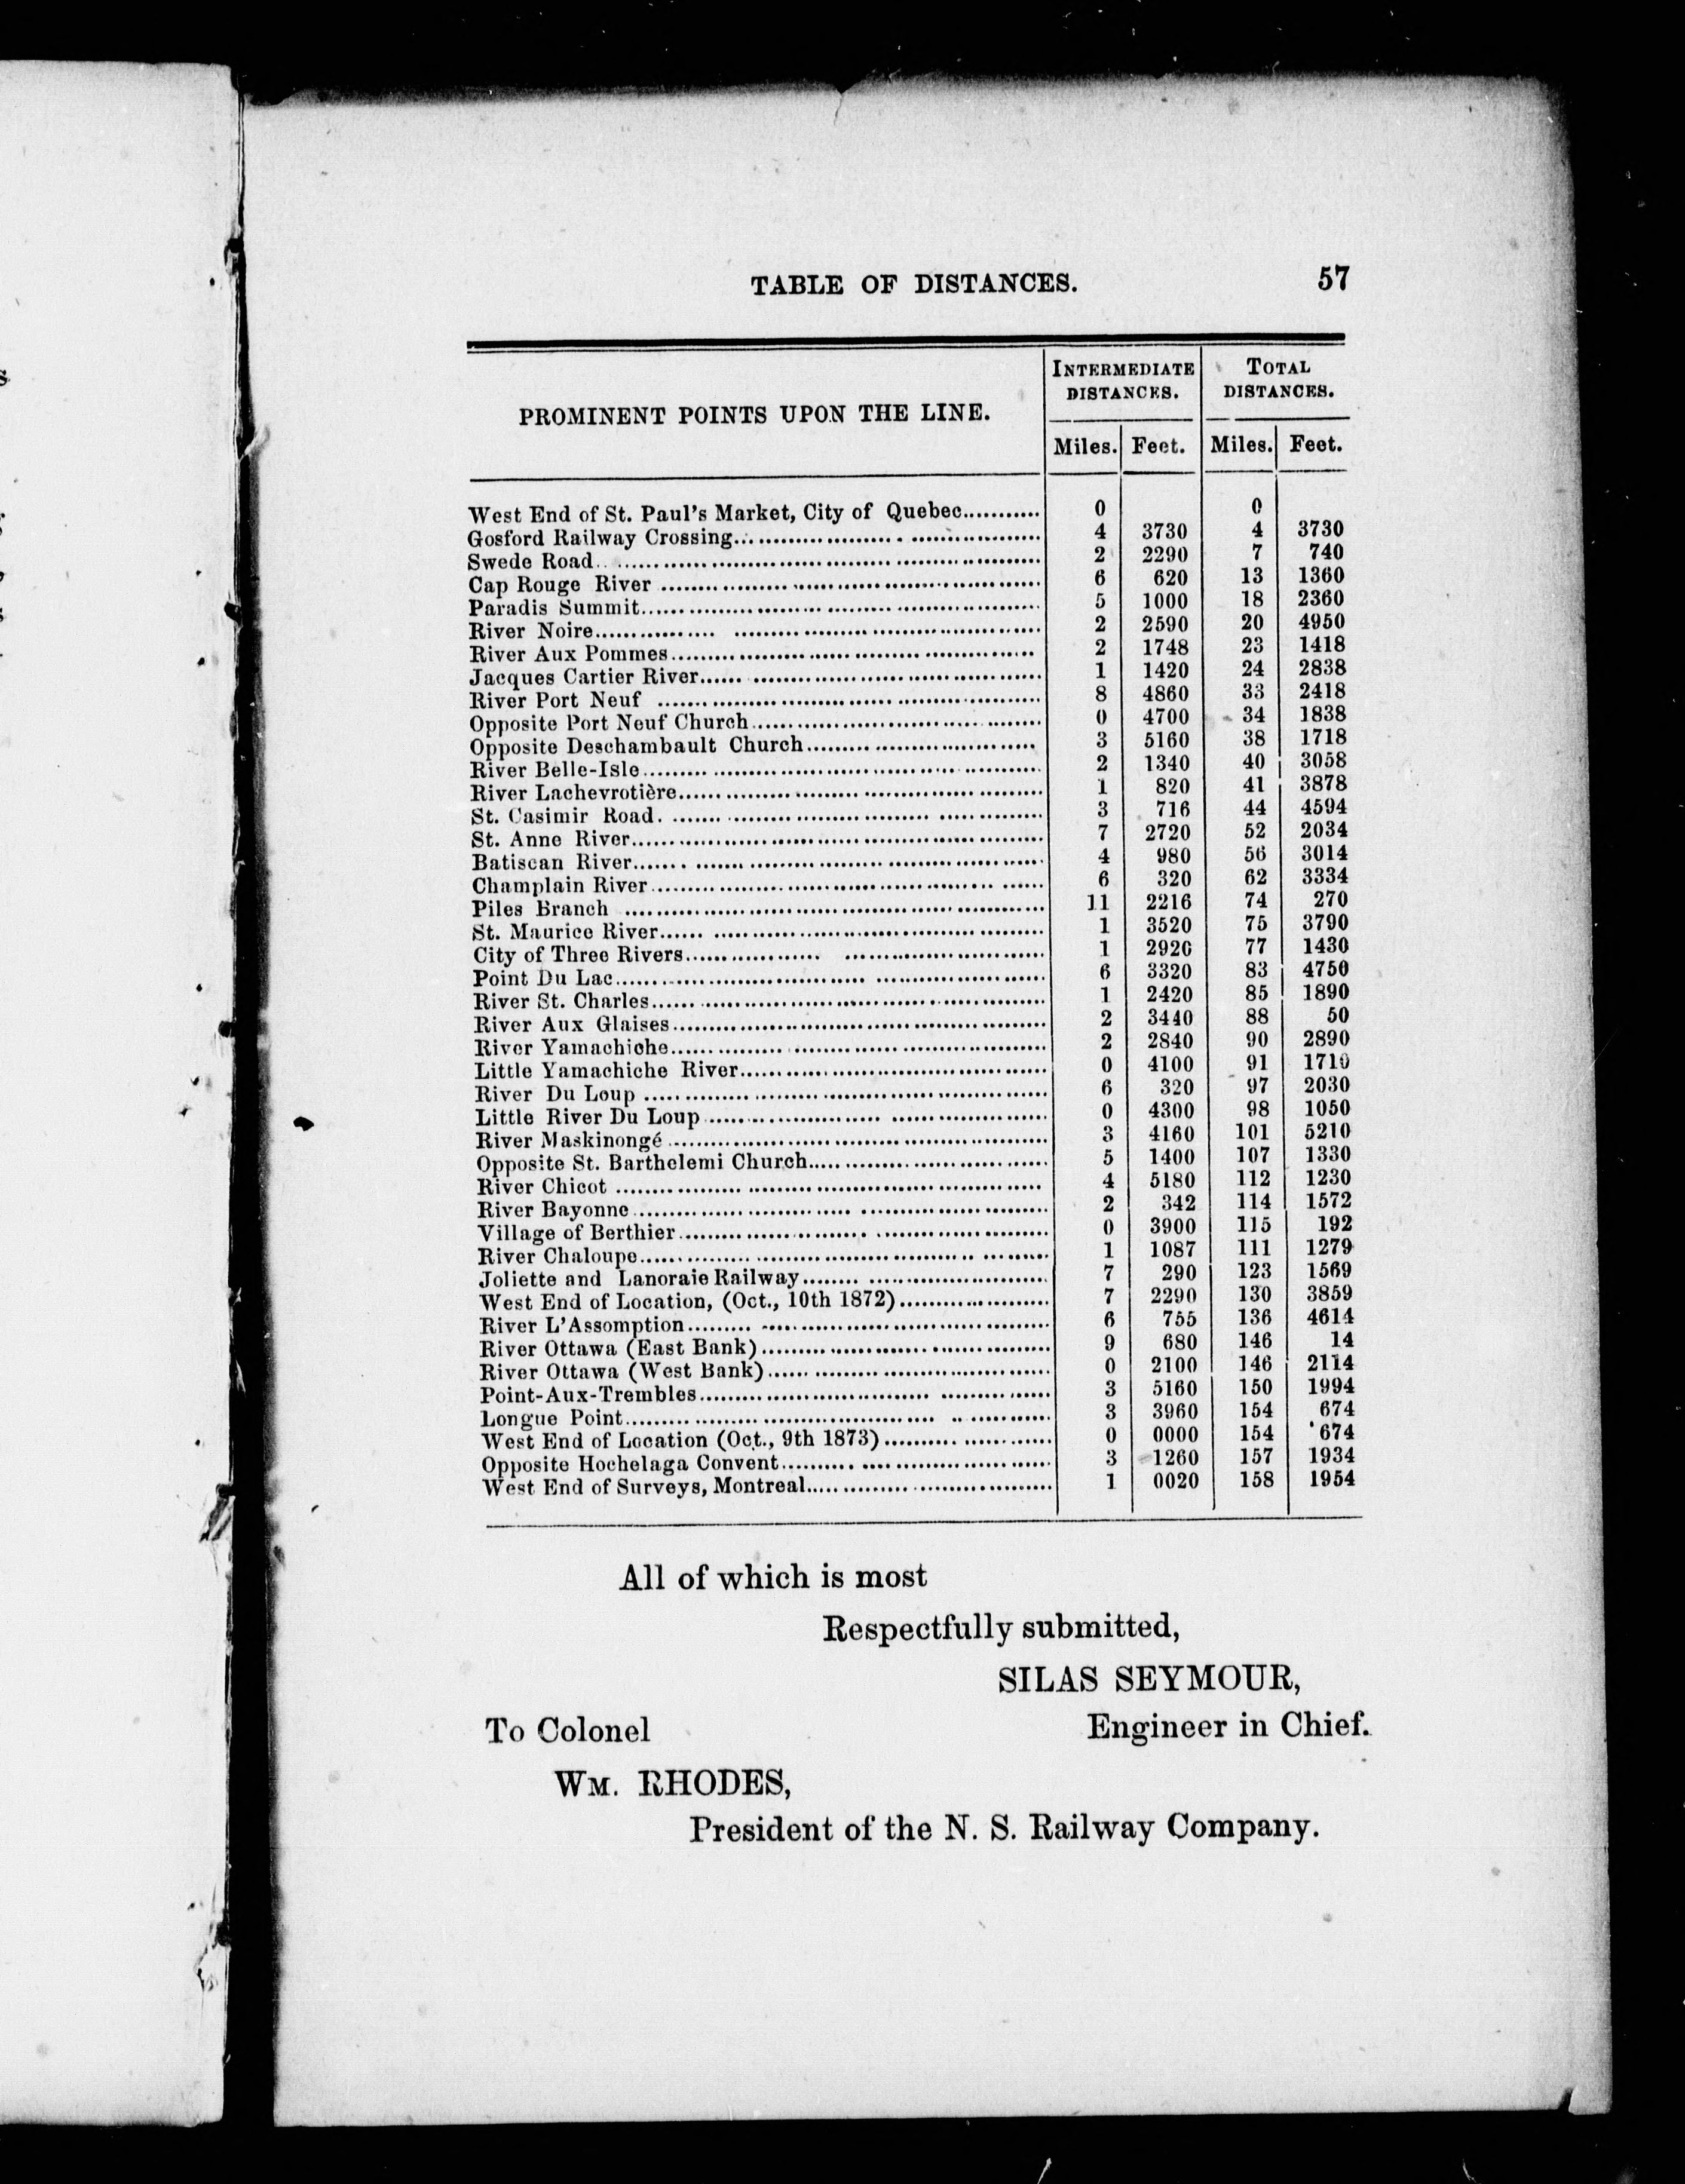 TABLE OF DISTANCES. 57
PROMINENT POINTS UPON THE LINE. INTERMEDIATE DISTANCES. TOTAL DISTANCES.
Miles. Feet. Miles. Feet.
West End of St. Paul's Market, City of Quebec........... 0 0
Gosford Railway Crossing........... 4 3730 4 3730
Swede Road........... 2 2290 7 740
Cap Rouge River ........... 6 620 13 1360
Paradis Summit........... 5 1000 18 2360
River Noire........... 2 2590 20 4950
River Aux Pommes........... 2 1748 23 1418
Jacques Cartier River........... 1 1420 24 2838
River Port Neuf ........... 8 4860 33 2418
Opposite Port Neuf Church........... 0 4700 34 1838
Opposite Deschambault Church........... 3 5160 38 1718
River Belle-Isle........... 2 1340 40 3058
River Lachevrotière........... 1 820 41 3878
St. Casimir Road........... 3 716 44 4594
St. Anne River........... 7 2720 52 2034
Batiscan River........... 4 980 56 3014
Champlain River........... 6 320 62 3334
Piles Branch ........... 11 2216 74 270
St. Maurice River........... 1 3520 75 3790
City of Three Rivers........... 1 2920 77 1430
Point Du Lac........... 6 3320 83 4750
River St. Charles........... 1 2420 85 1890
River Aux Glaises........... 2 3440 88 50
River Yamachiche........... 2 2840 90 2890
Little Yamachiche River........... 0 4100 91 1710
River Du Loup ........... 6 320 97 2030
Little River Du Loup ........... 0 4300 98 1050
River Maskinongé ........... 3 4160 101 5210
Opposite St. Barthelemi Church........... 5 1400 107 1330
River Chicot ........... 4 5180 112 1230
River Bayonne........... 2 342 114 1572
Village of Berthier........... 0 3900 115 192
River Chaloupe........... 1 1087 111 1279
Joliette and Lanoraie Railway........... 7 290 123 1569
West End of Location, (Oct., 10th 1872)........... 7 2290 130 3859
River L'Assomption........... 6 755 136 4614
River Ottawa (East Bank)........... 9 680 146 14
River Ottawa (West Bank)........... 0 2100 146 2114
Point-Aux-Trembles........... 3 5160 150 1994
Longue Point........... 3 3960 154 674
West End of Location (Oct., 9th 1873)........... 0 0000 154 674
Opposite Hochelaga Convent........... 3 1260 157 1934
West End of Surveys, Montreal........... 1 0020 158 1954
All of which is most
Respectfully submitted,
SILAS SEYMOUR,
To Colonel Engineer in Chief.
WM. RHODES,
President of the N. S. Railway Company.